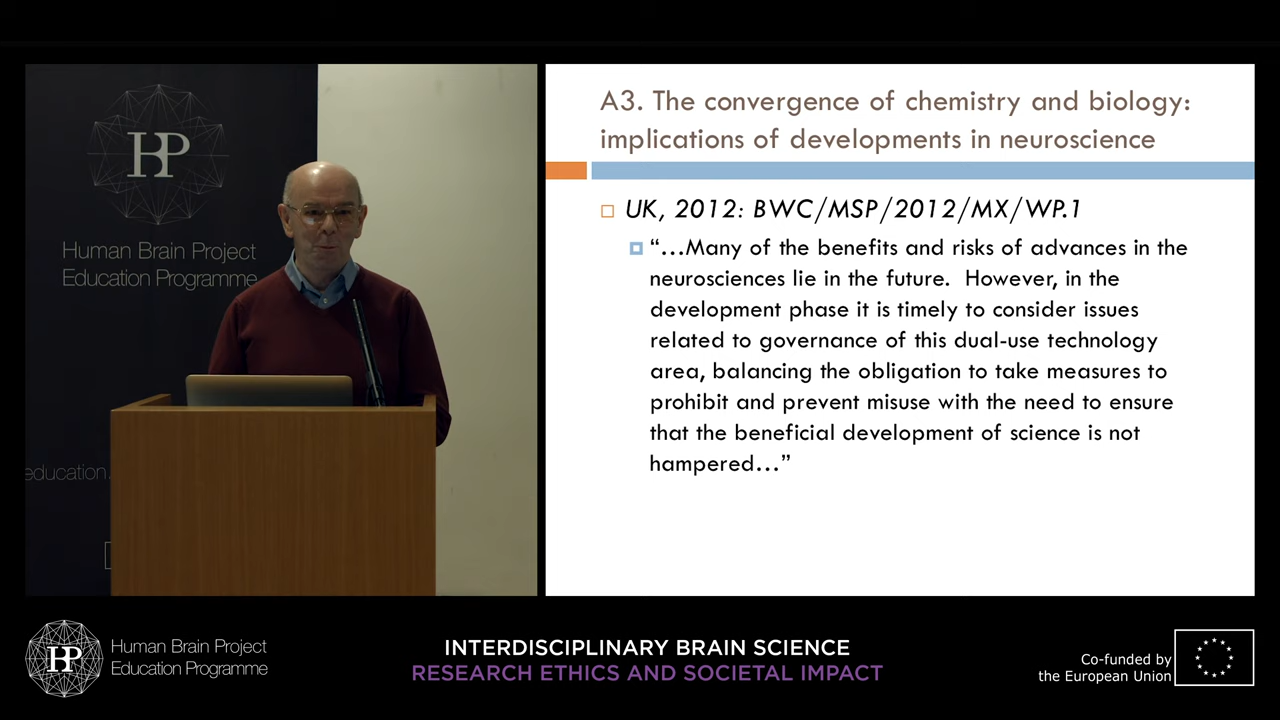 HP
Human Brain Project
Education Programme
education
A3. The convergence of chemistry and biology:
implications of developments in neuroscience
UK, 2012: BWC/MSP/2012/MX/WP.1
“…Many of the benefits and risks of advances in the
neurosciences lie in the future.  However, in the
development phase it is timely to consider issues
related to governance of this dual-use technology
area, balancing the obligation to take measures to
prohibit and prevent misuse with the need to ensure
that the beneficial development of science is not
hampered…”
HP
Human Brain Project
Education Programme
INTERDISCIPLINARY BRAIN SCIENCE
RESEARCH ETHICS AND SOCIETAL IMPACT
Co-funded by
the European Union